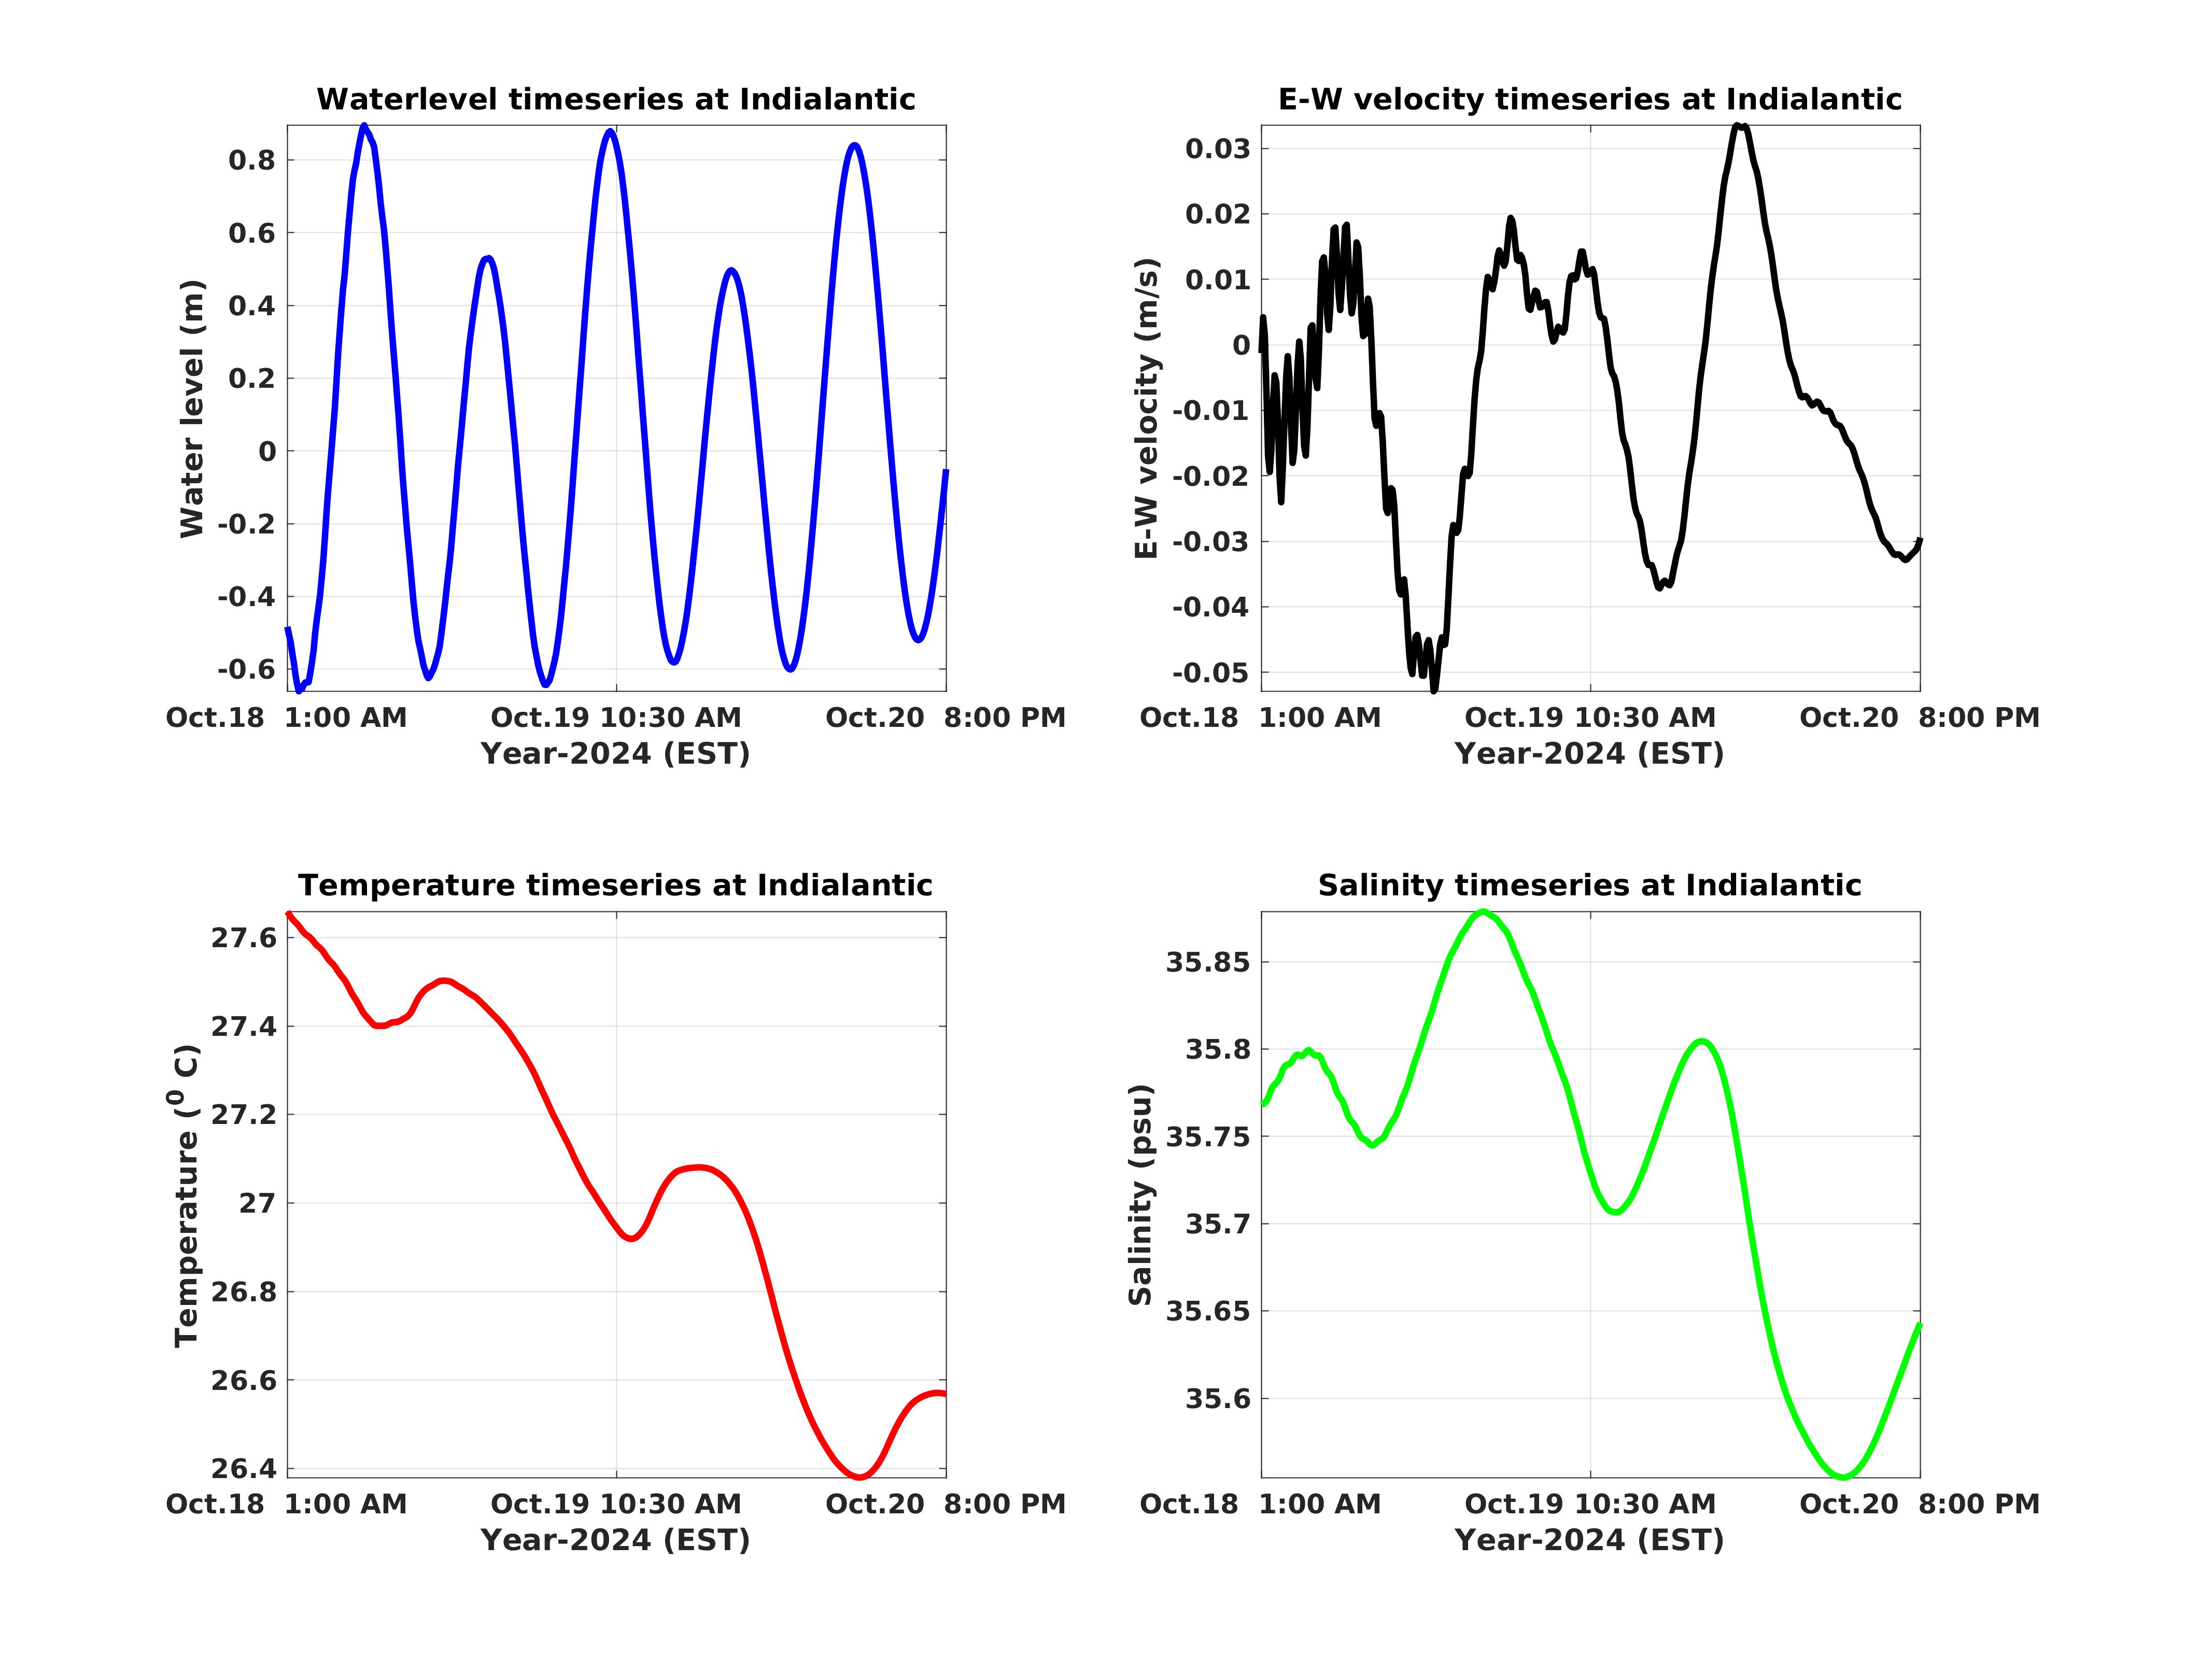 Waterlevel timeseries at Indialantic
Water level (m)
0.8
0.6
0.4
0.2
0
-0.2
-0.4
-0.6
Oct.18 1:00 AM Oct.19 10:30 AM Oct.20 8:00 PM
Year-2024 (EST)
E-W velocity timeseries at Indialantic
E-W velocity (m/s)
0.03
0.02
0.01
0
-0.01
-0.02
-0.03
-0.04
-0.05
Oct.18 1:00 AM Oct.19 10:30 AM Oct.20 8:00 PM
Year-2024 (EST)
Temperature timeseries at Indialantic
Temperature (⁰ C)
27.6
27.4
27.2
27
26.8
26.6
26.4
Oct.18 1:00 AM Oct.19 10:30 AM Oct.20 8:00 PM
Year-2024 (EST)
Salinity timeseries at Indialantic
Salinity (psu)
35.85
35.8
35.75
35.7
35.65
35.6
Oct.18 1:00 AM Oct.19 10:30 AM Oct.20 8:00 PM
Year-2024 (EST)